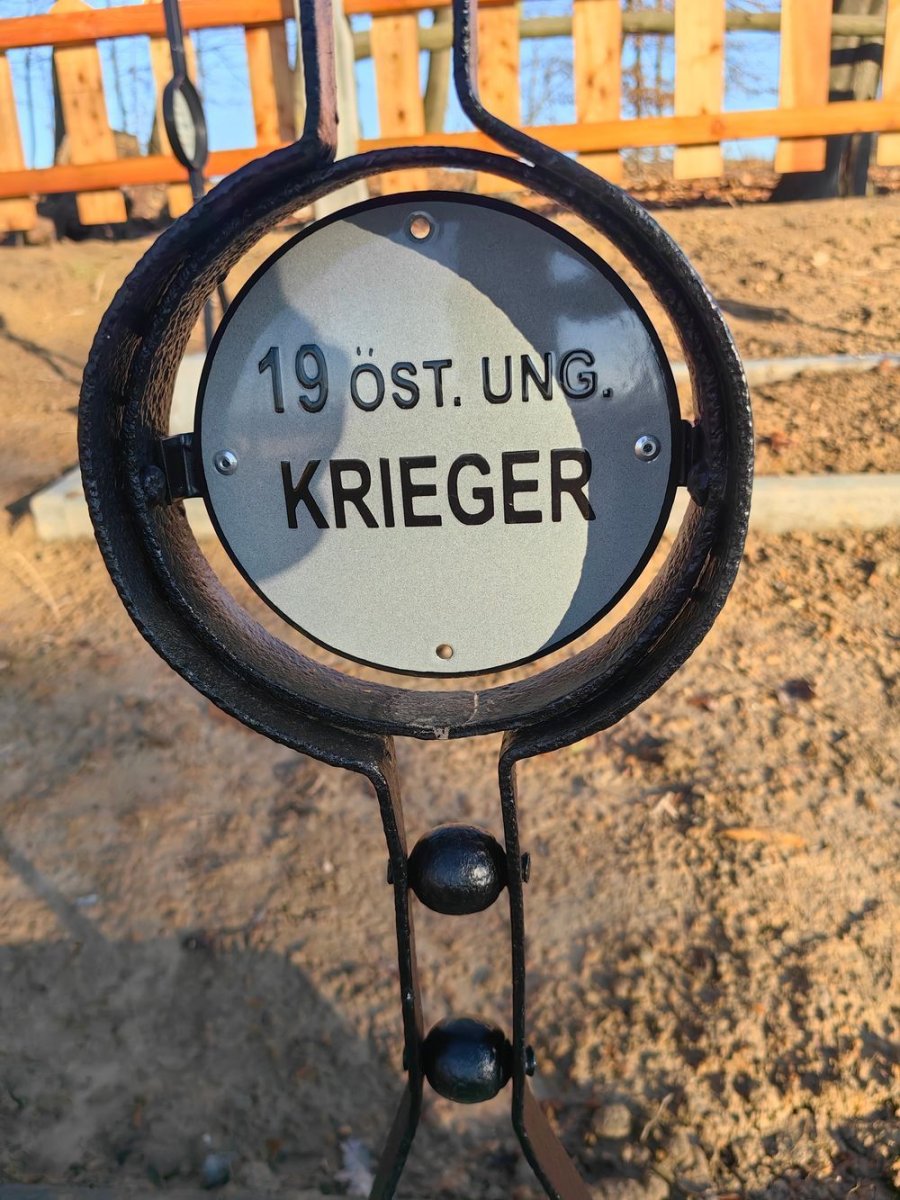 19 ÖST. UNG.
KRIEGER